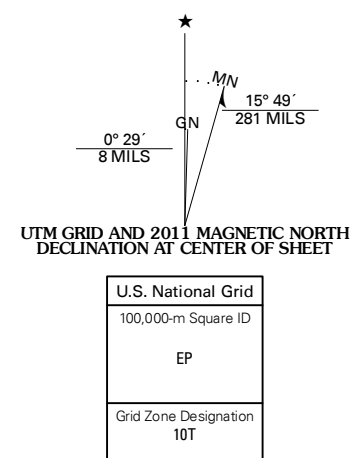 MN
15° 49´
281 MILS
GN
0° 29´
8 MILS
UTM GRID AND 2011 MAGNETIC NORTH
DECLINATION AT CENTER OF SHEET
U.S. National Grid
100,000-m Square ID
EP
Grid Zone Designation
10T